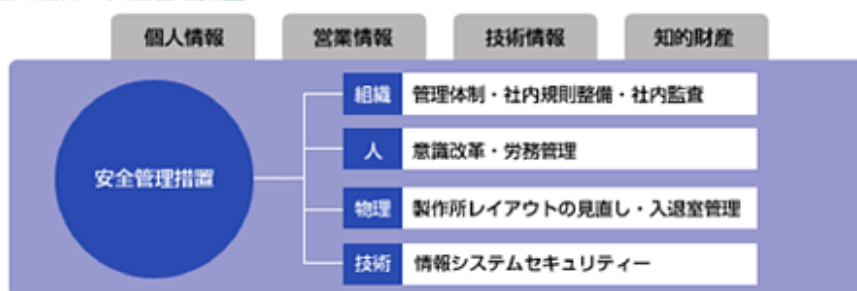 個人情報
営業情報
技術情報
知的財産
安全管理措置
組織 管理体制・社内規則整備・社内監査
人 意識改革・労務管理
物理 製作所レイアウトの見直し・入退室管理
技術 情報システムセキュリティー